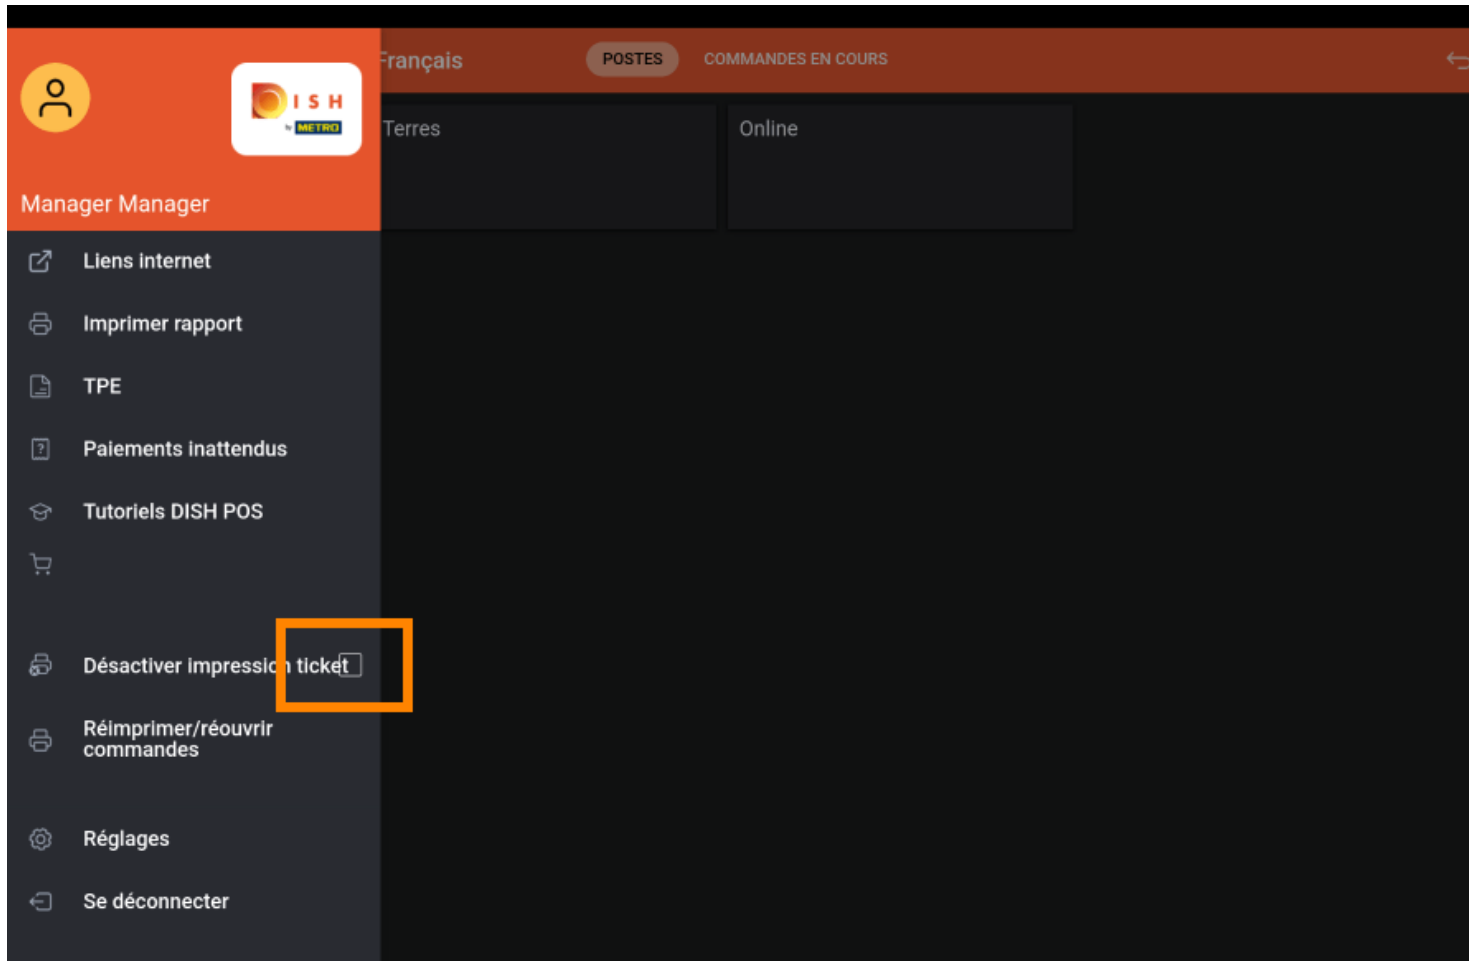 Français
POSTES
COMMANDES EN COURS
DISH
by METRO
Terres
Online
Manager Manager
Liens internet
Imprimer rapport
TPE
Paiements inattendus
Tutoriels DISH POS
Désactiver impression ticket
Réimprimer/réouvrir
commandes
Réglages
Se déconnecter